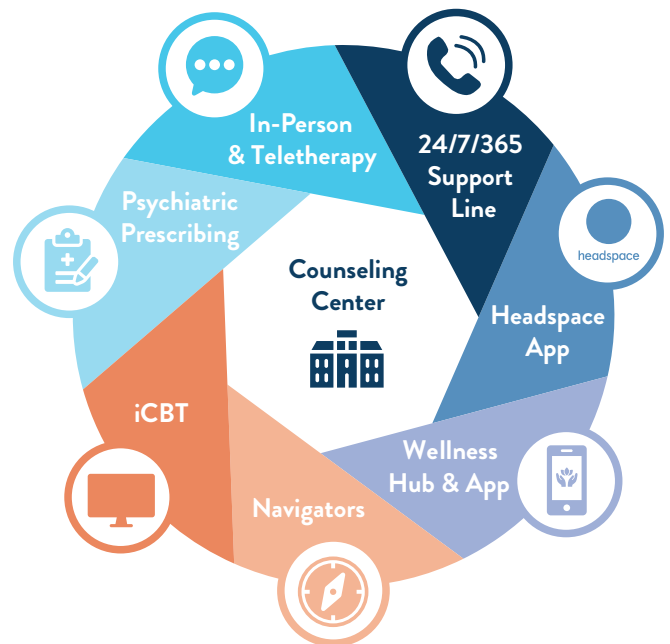 In-Person
& Teletherapy
24/7/365
Support
Line
headspace
Headspace
App
Wellness
Hub & App
Navigators
iCBT
Psychiatric
Prescribing
Counseling
Center